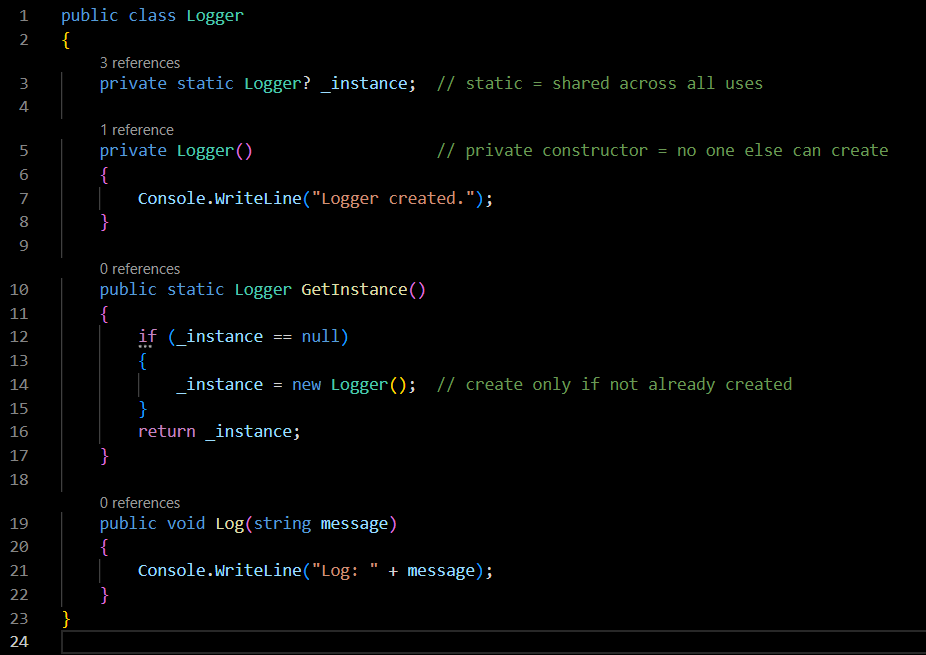 1 public class Logger
2 {
3 references
3 private static Logger? _instance;  // static = shared across all uses
4
1 reference
5 private Logger()                   // private constructor = no one else can create
6 {
7 Console.WriteLine("Logger created.");
8 }
9
0 references
10 public static Logger GetInstance()
11 {
12 if (_instance == null)
13 {
14 _instance = new Logger();  // create only if not already created
15 }
16 return _instance;
17 }
18
0 references
19 public void Log(string message)
20 {
21 Console.WriteLine("Log: " + message);
22 }
23 }
24